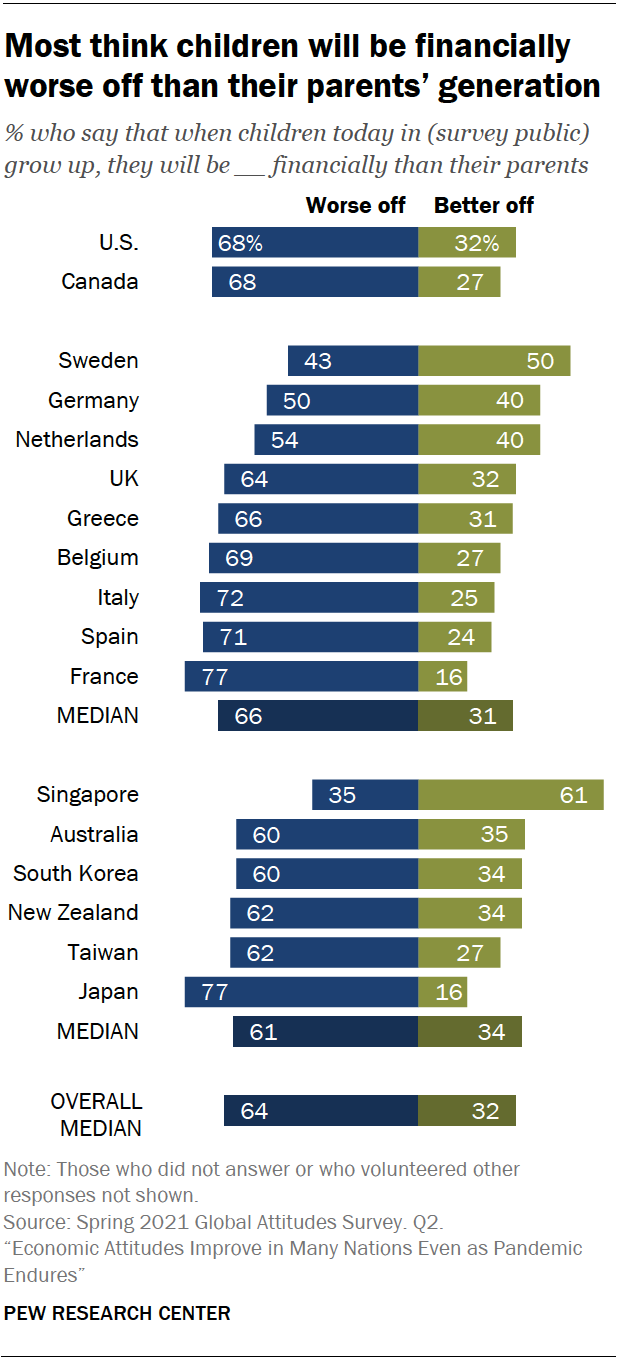 Most think children will be financially
worse off than their parents’ generation
% who say that when children today in (survey public)
grow up, they will be __ financially than their parents
Worse off Better off
U.S. 68% 32%
Canada 68 27
Sweden 43 50
Germany 50 40
Netherlands 54 40
UK 64 32
Greece 66 31
Belgium 69 27
Italy 72 25
Spain 71 24
France 77 16
MEDIAN 66 31
Singapore 35 61
Australia 60 35
South Korea 60 34
New Zealand 62 34
Taiwan 62 27
Japan 77 16
MEDIAN 61 34
OVERALL
MEDIAN 64 32
Note: Those who did not answer or who volunteered other
responses not shown.
Source: Spring 2021 Global Attitudes Survey. Q2.
“Economic Attitudes Improve in Many Nations Even as Pandemic
Endures”
PEW RESEARCH CENTER